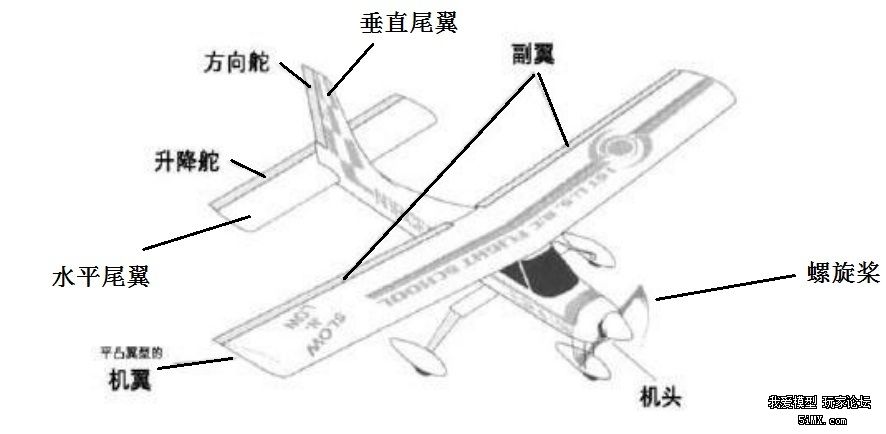 垂直尾翼
方向舵
副翼
升降舵
水平尾翼
1ST U.S. R/C FLIGHT SCHOOL
螺旋桨
SLOW
N
LOW
平凸翼型的
机翼
机头
我爱模型 玩家论坛
5iMX.com